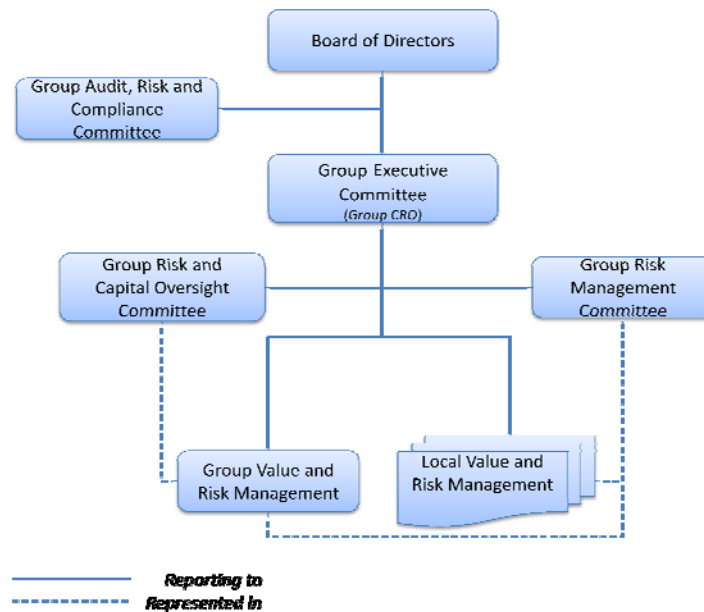 Board of Directors
Group Audit, Risk and
Compliance
Committee
Group Executive
Committee
(Group CRO)
Group Risk and
Capital Oversight
Committee
Group Risk
Management
Committee
Group Value and
Risk Management
Local Value and
Risk Management
Reporting to
Represented in